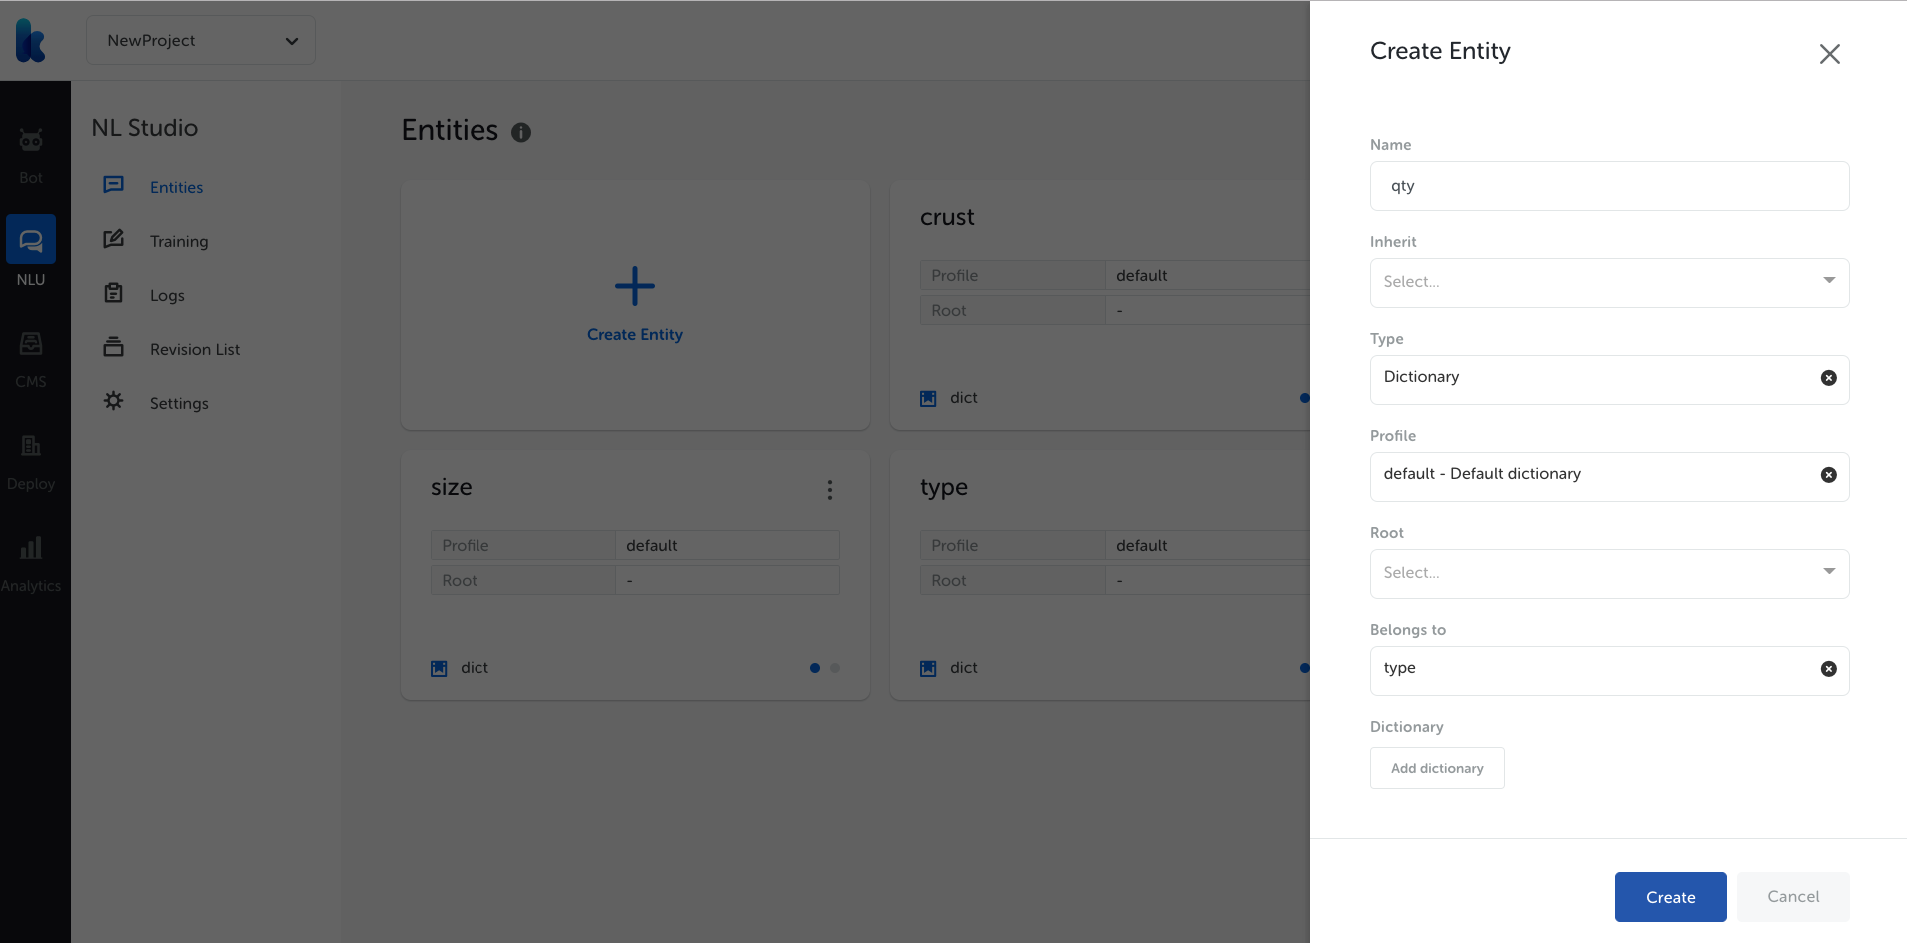 NewProject
Bot
NLU
CMS
Deploy
Analytics
NL Studio
Entities
Training
Logs
Revision List
Settings
Entities
Create Entity
crust
Profile default
Root -
dict
size
Profile default
Root -
dict
type
Profile default
Root -
dict
Create Entity
Name
qty
Inherit
Select...
Type
Dictionary
Profile
default - Default dictionary
Root
Select...
Belongs to
type
Dictionary
Add dictionary
Create
Cancel